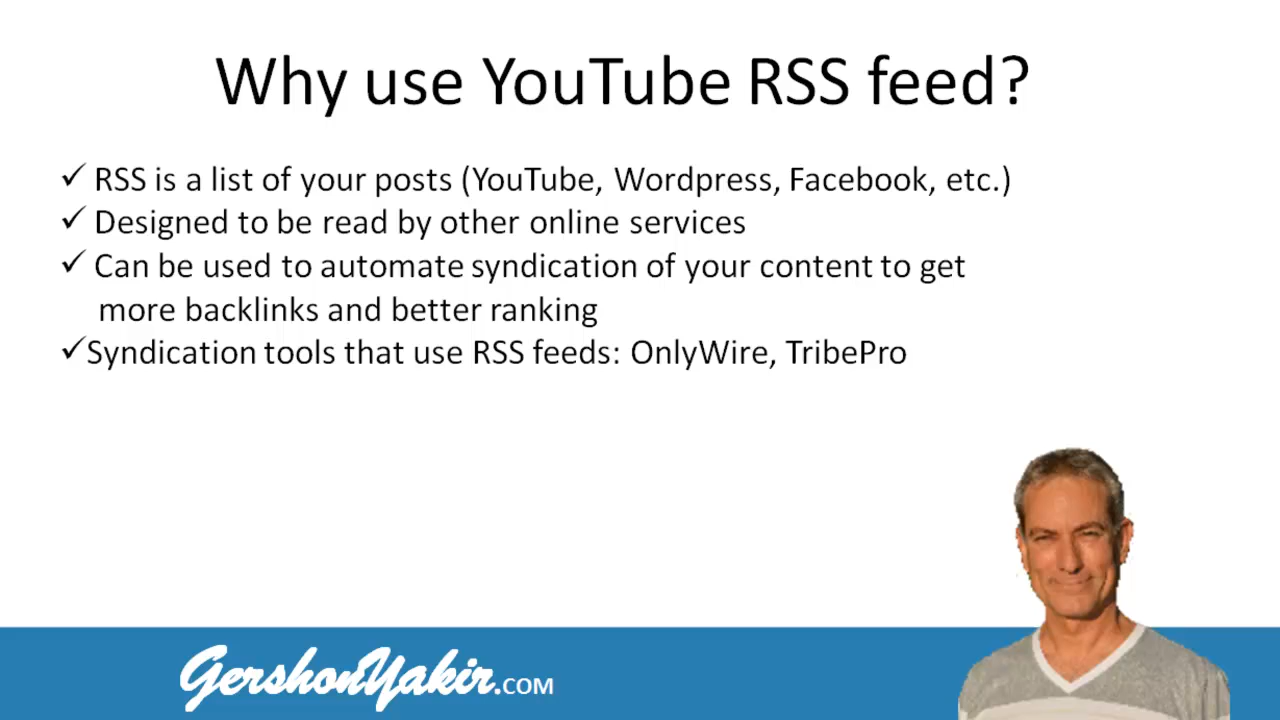 Why use YouTube RSS feed?
✓ RSS is a list of your posts (YouTube, Wordpress, Facebook, etc.)
✓ Designed to be read by other online services
✓ Can be used to automate syndication of your content to get
more backlinks and better ranking
✓Syndication tools that use RSS feeds: OnlyWire, TribePro
GershonYakir.COM